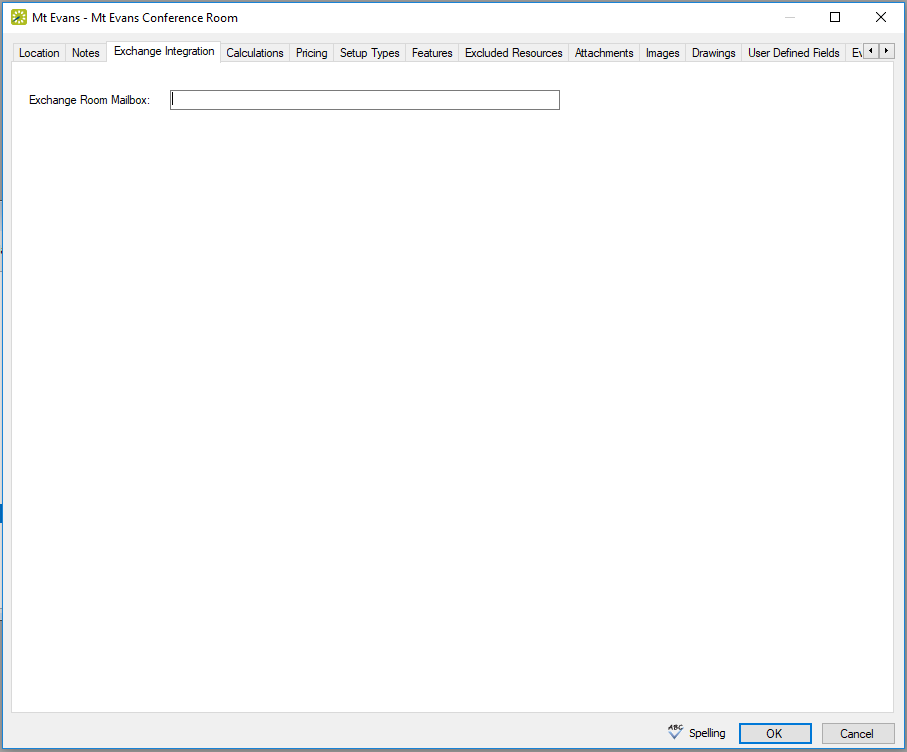 Mt Evans - Mt Evans Conference Room
Location Notes Exchange Integration Calculations Pricing Setup Types Features Excluded Resources Attachments Images Drawings User Defined Fields
Exchange Room Mailbox:
ABC Spelling OK Cancel